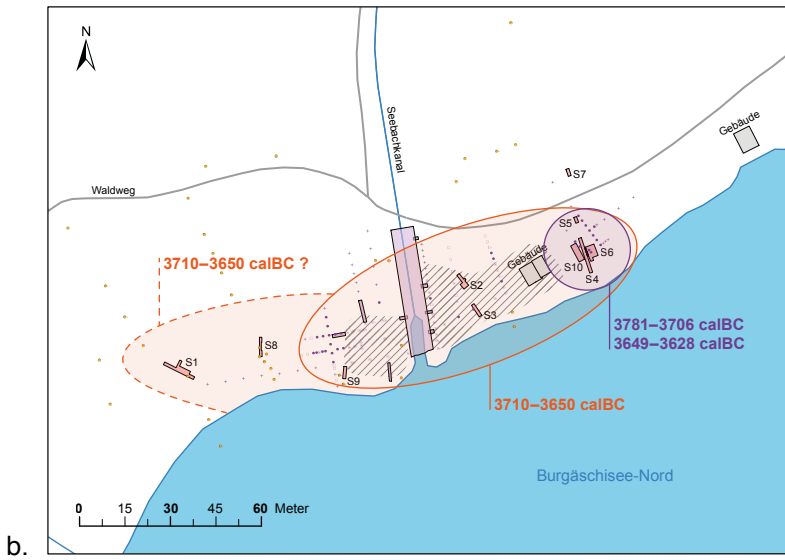 N
Seebachkanal
Gebäude
S7
Waldweg
S5
3710–3650 calBC ?
Gebäude
S6
S10
S2
S4
S3
3781–3706 calBC
3649–3628 calBC
S8
S1
S9
3710–3650 calBC
Burgäschisee-Nord
0 15 30 45 60 Meter
b.